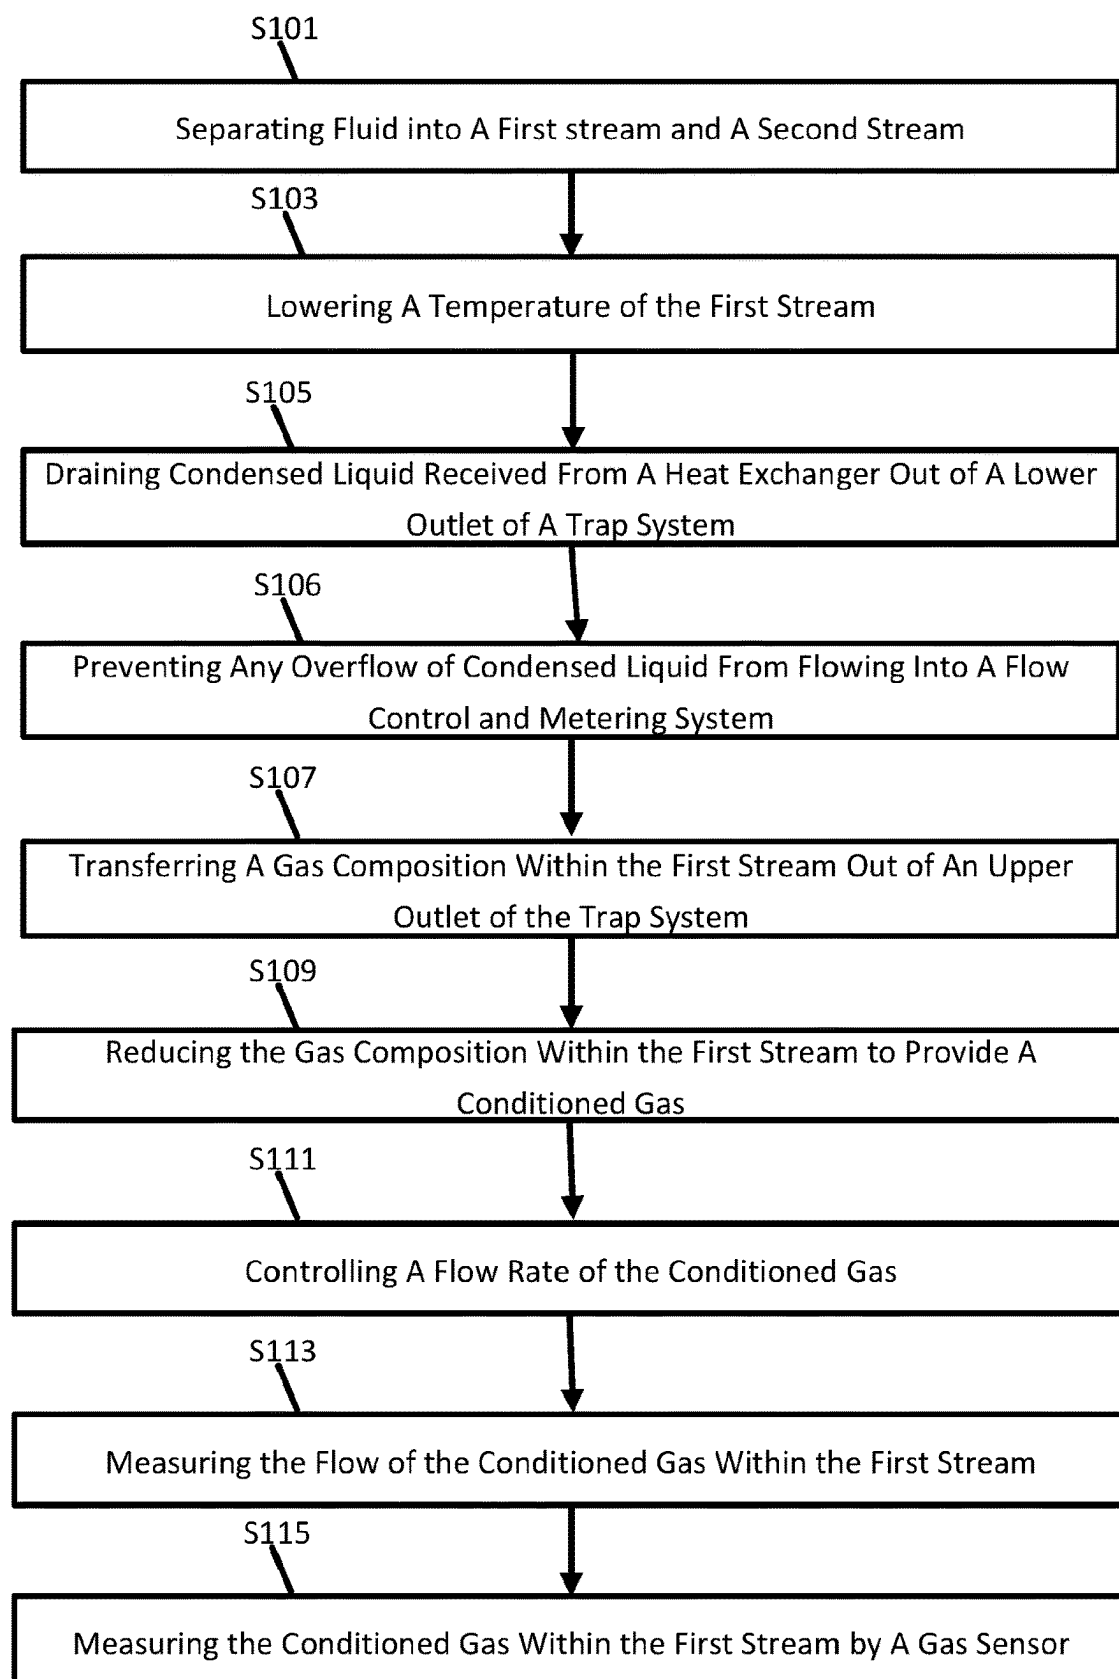 S101
Separating Fluid into A First stream and A Second Stream
S103
Lowering A Temperature of the First Stream
S105
Draining Condensed Liquid Received From A Heat Exchanger Out of A Lower
Outlet of A Trap System
S106
Preventing Any Overflow of Condensed Liquid From Flowing Into A Flow
Control and Metering System
S107
Transferring A Gas Composition Within the First Stream Out of An Upper
Outlet of the Trap System
S109
Reducing the Gas Composition Within the First Stream to Provide A
Conditioned Gas
S111
Controlling A Flow Rate of the Conditioned Gas
S113
Measuring the Flow of the Conditioned Gas Within the First Stream
S115
Measuring the Conditioned Gas Within the First Stream by A Gas Sensor